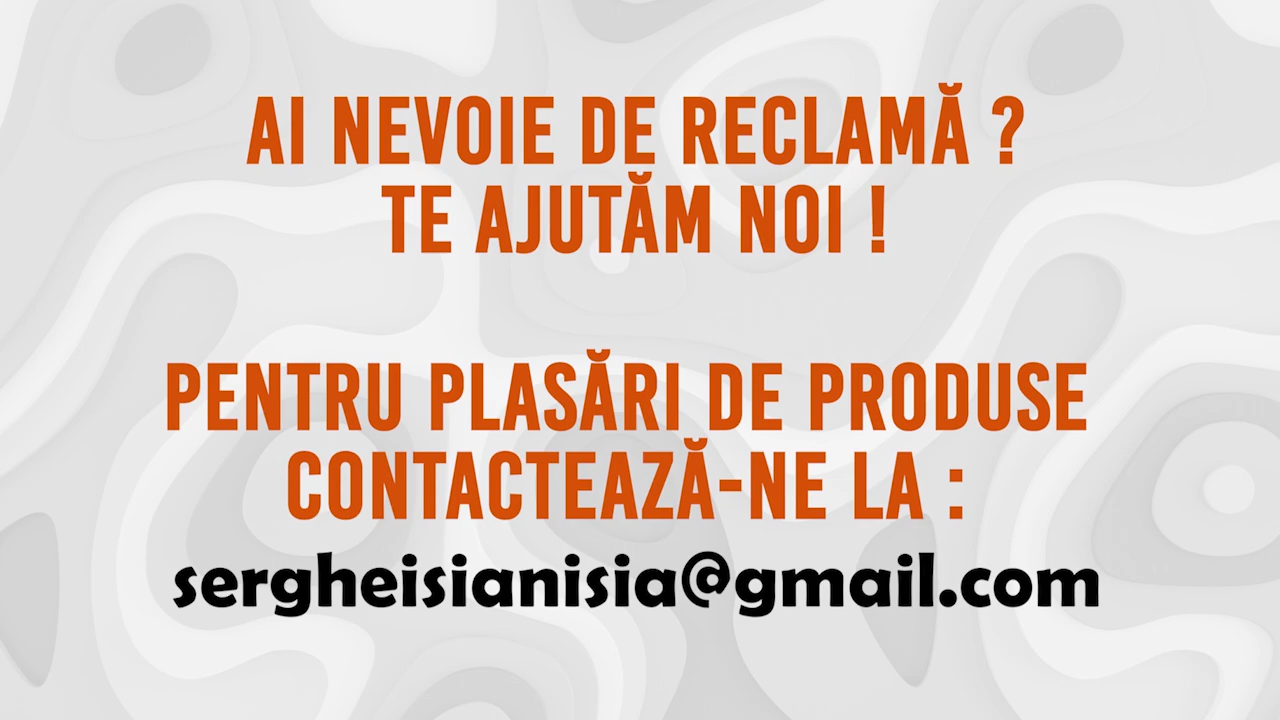 AI NEVOIE DE RECLAMĂ ?
TE AJUTĂM NOI !
PENTRU PLASĂRI DE PRODUSE
CONTACTEAZĂ-NE LA :
sergheisianisia@gmail.com